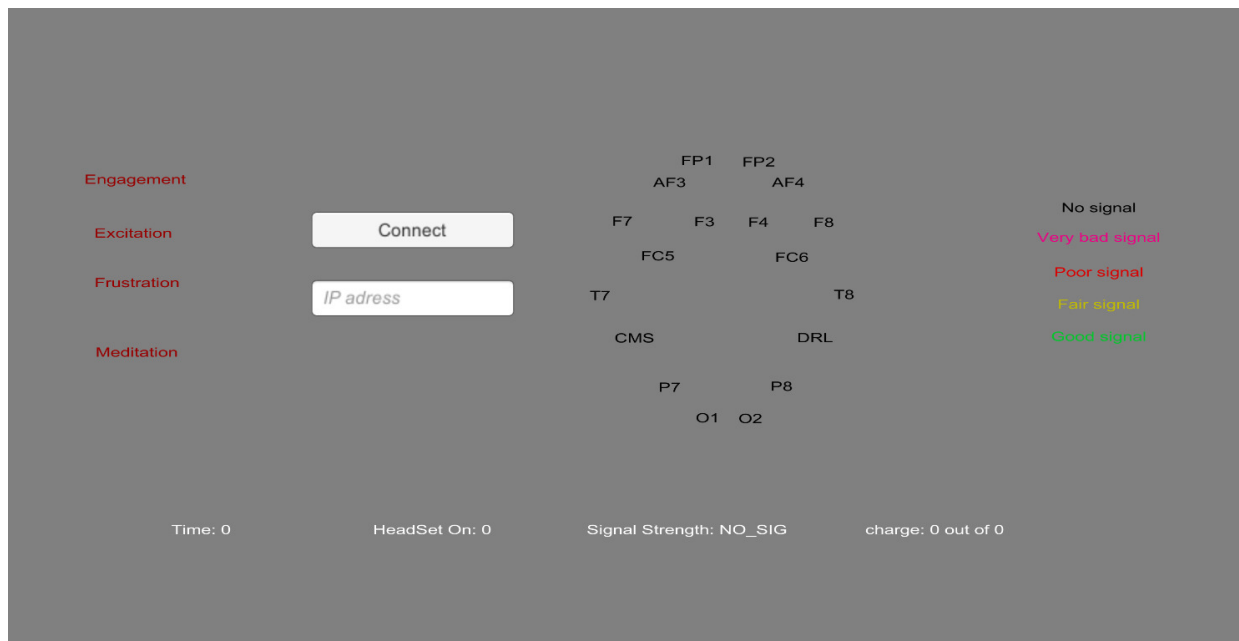 Engagement
Excitation
Frustration
Meditation
Connect
IP adress
FP1 FP2
AF3 AF4
F7 F3 F4 F8
FC5 FC6
T7 T8
CMS DRL
P7 P8
O1 O2
No signal
Very bad signal
Poor signal
Fair signal
Good signal
Time: 0 HeadSet On: 0 Signal Strength: NO_SIG charge: 0 out of 0